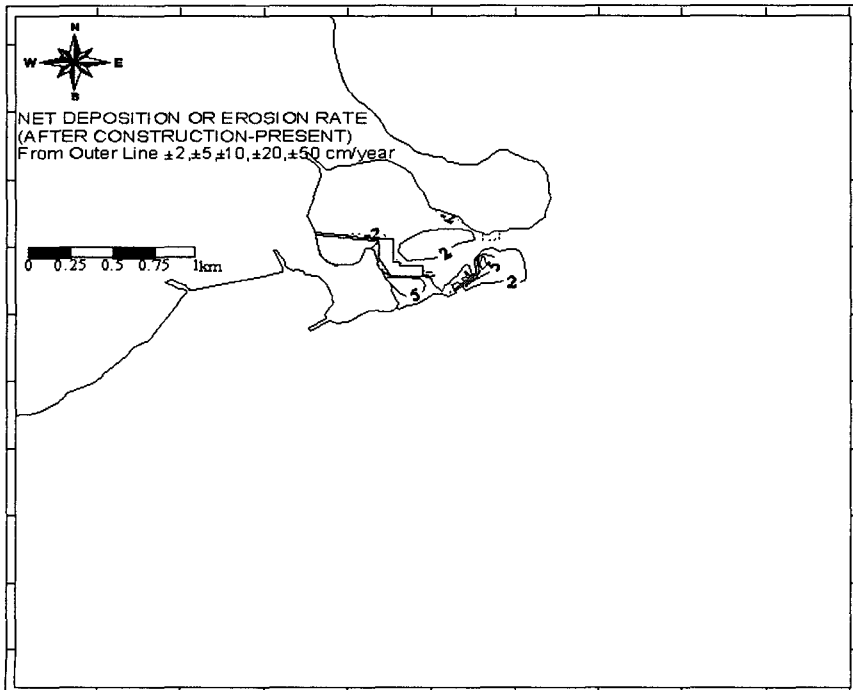 N
W E
S
NET DEPOSITION OR EROSION RATE
(AFTER CONSTRUCTION-PRESENT)
From Outer Line ±2,±5,±10,±20,±50 cm/year
-2
-2
2
0 0.25 0.5 0.75 1km
5
5
2